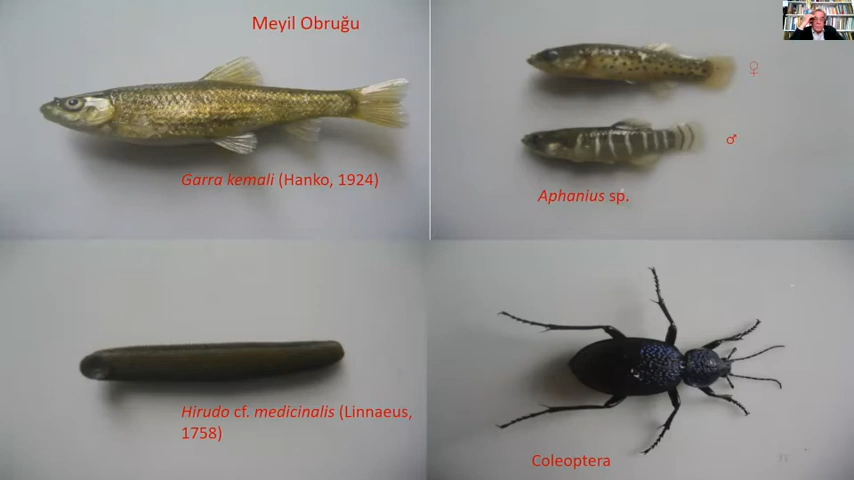 Meyil Obruğu
Garra kemali (Hanko, 1924)
♀
♂
Aphanius sp.
Hirudo cf. medicinalis (Linnaeus,
1758)
Coleoptera